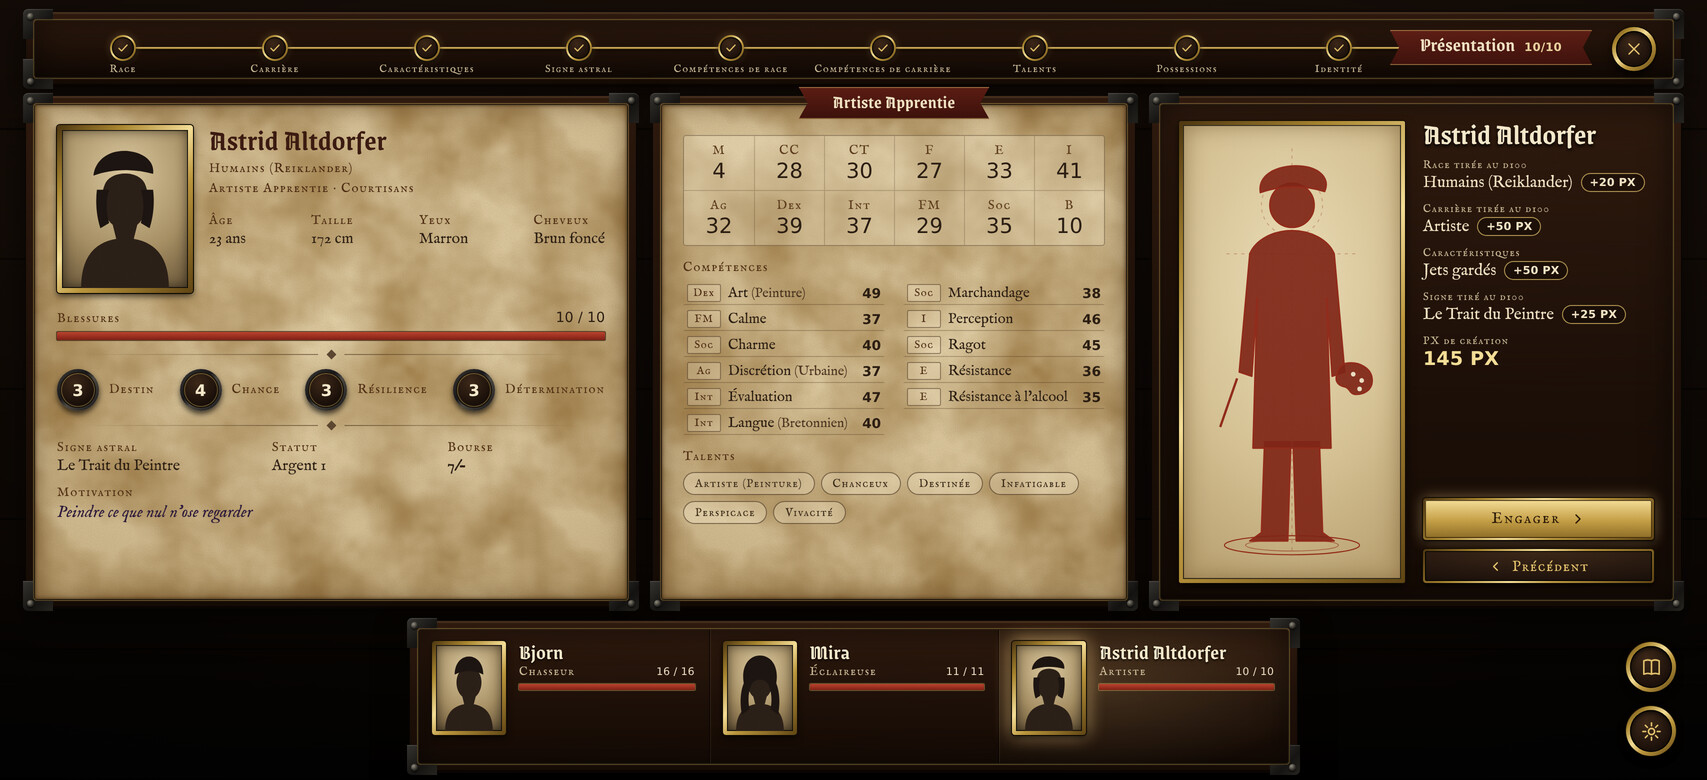 Race
Carrière
Caractéristiques
Signe astral
Compétences de race
Compétences de carrière
Talents
Possessions
Identité
Présentation 10/10
Astrid Altdorfer
Humains (Reiklander)
Artiste Apprentie · Courtisans
Âge
Taille
Yeux
Cheveux
23 ans
172 cm
Marron
Brun foncé
Blessures
10 / 10
3 Destin
4 Chance
3 Résilience
3 Détermination
Signe astral
Statut
Bourse
Le Trait du Peintre
Argent 1
7/-
Motivation
Peindre ce que nul n'ose regarder
Artiste Apprentie
M CC CT F E I
4 28 30 27 33 41
Ag Dex Int FM Soc B
32 39 37 29 35 10
Compétences
Dex Art (Peinture) 49
FM Calme 37
Soc Charme 40
Ag Discrétion (Urbaine) 37
Int Évaluation 47
Int Langue (Bretonnien) 40
Soc Marchandage 38
I Perception 46
Soc Ragot 45
E Résistance 36
E Résistance à l'alcool 35
Talents
Artiste (Peinture)
Chanceux
Destinée
Infatigable
Perspicace
Vivacité
Astrid Altdorfer
Race tirée au d100
Humains (Reiklander) +20 PX
Carrière tirée au d100
Artiste +50 PX
Caractéristiques
Jets gardés +50 PX
Signe tiré au d100
Le Trait du Peintre +25 PX
PX de création
145 PX
Engager
Précédent
Bjorn
Chasseur 16 / 16
Mira
Éclaireuse 11 / 11
Astrid Altdorfer
Artiste 10 / 10